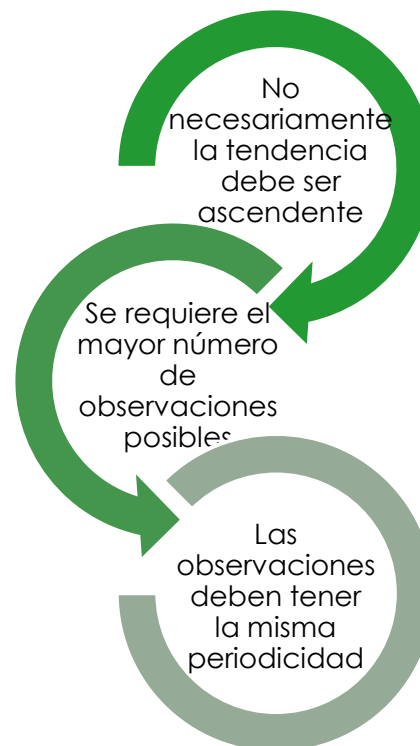 No
necesariamente
la tendencia
debe ser
ascendente
Se requiere el
mayor número
de
observaciones
posibles
Las
observaciones
deben tener
la misma
periodicidad